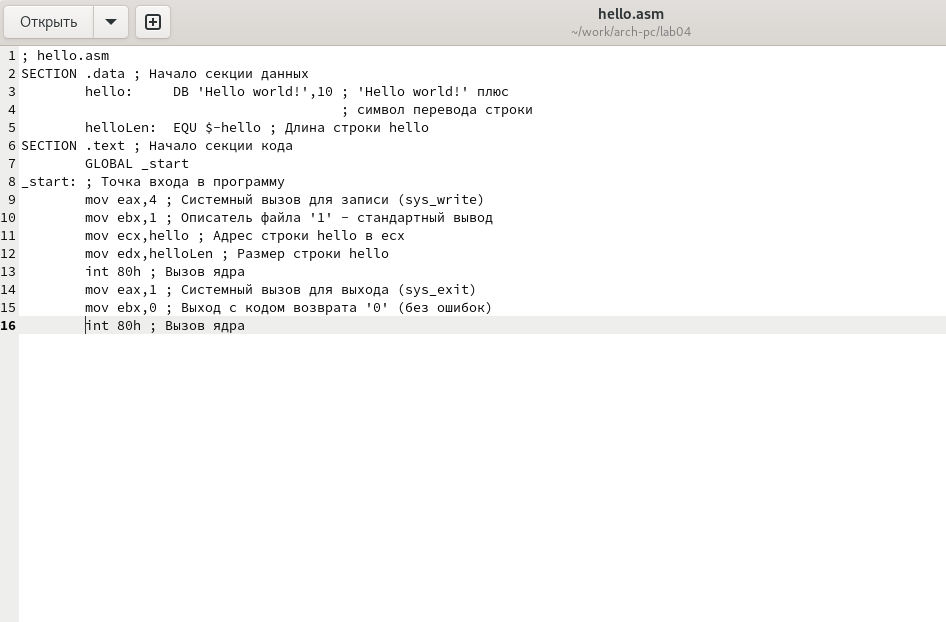 Открыть
hello.asm
~/work/arch-pc/lab04
1 ; hello.asm
2 SECTION .data ; Начало секции данных
3         hello:     DB 'Hello world!',10 ; 'Hello world!' плюс
4                                         ; символ перевода строки
5         helloLen:  EQU $-hello ; Длина строки hello
6 SECTION .text ; Начало секции кода
7         GLOBAL _start
8 _start: ; Точка входа в программу
9         mov eax,4 ; Системный вызов для записи (sys_write)
10         mov ebx,1 ; Описатель файла '1' - стандартный вывод
11         mov ecx,hello ; Адрес строки hello в ecx
12         mov edx,helloLen ; Размер строки hello
13         int 80h ; Вызов ядра
14         mov eax,1 ; Системный вызов для выхода (sys_exit)
15         mov ebx,0 ; Выход с кодом возврата '0' (без ошибок)
16         int 80h ; Вызов ядра